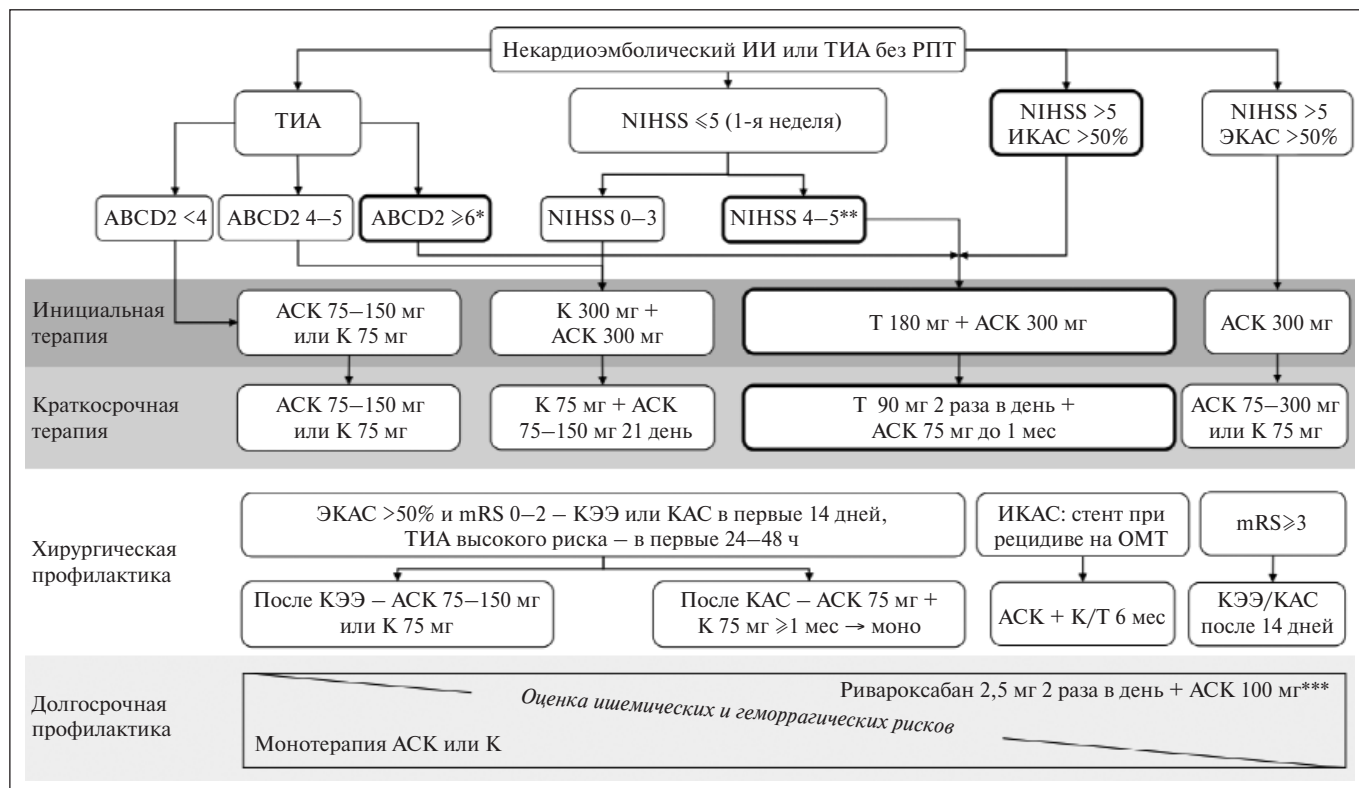 Некардиоэмболический ИИ или ТИА без РПТ
ТИА
NIHSS ⩽5 (1-я неделя)
NIHSS >5
ИКАС >50%
NIHSS >5
ЭКАС >50%
ABCD2 <4
ABCD2 4–5
ABCD2 ⩾6*
NIHSS 0–3
NIHSS 4–5**
Инициальная
терапия
АСК 75–150 мг
или К 75 мг
К 300 мг +
АСК 300 мг
Т 180 мг + АСК 300 мг
АСК 300 мг
Краткосрочная
терапия
АСК 75–150 мг
или К 75 мг
К 75 мг + АСК
75–150 мг 21 день
Т 90 мг 2 раза в день +
АСК 75 мг до 1 мес
АСК 75–300 мг
или К 75 мг
Хирургическая
профилактика
ЭКАС >50% и mRS 0–2 – КЭЭ или КАС в первые 14 дней,
ТИА высокого риска – в первые 24–48 ч
ИКАС: стент при
рецидиве на ОМТ
mRS⩾3
После КЭЭ – АСК 75–150 мг
или К 75 мг
После КАС – АСК 75 мг +
К 75 мг ⩾1 мес → моно
АСК + К/Т 6 мес
КЭЭ/КАС
после 14 дней
Долгосрочная
профилактика
Ривароксабан 2,5 мг 2 раза в день + АСК 100 мг***
Оценка ишемических и геморрагических рисков
Монотерапия АСК или К